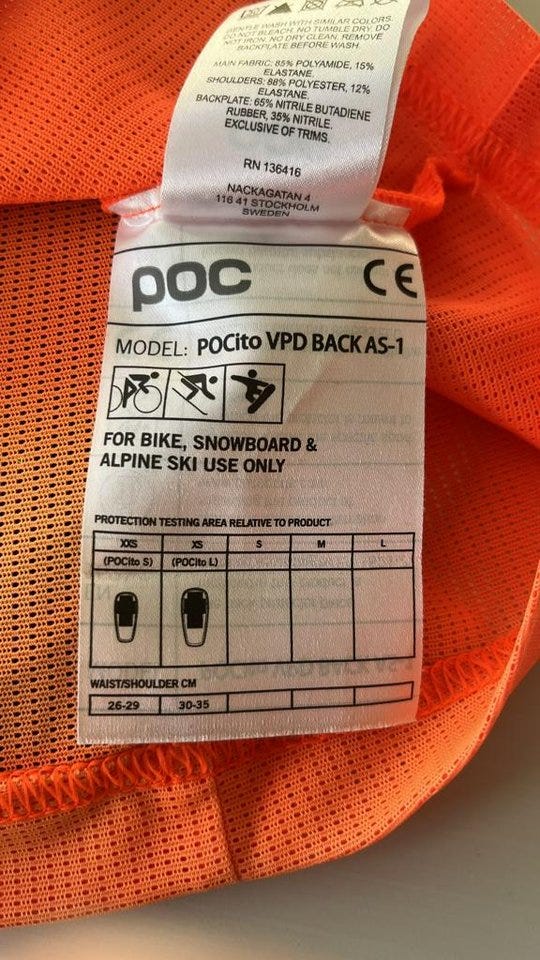 GENTLE WASH WITH SIMILAR COLORS.
DO NOT BLEACH. NO TUMBLE DRY. DO
NOT IRON. NO DRY CLEAN. REMOVE
BACKPLATE BEFORE WASH.
MAIN FABRIC: 85% POLYAMIDE, 15%
ELASTANE.
SHOULDERS: 88% POLYESTER, 12%
ELASTANE.
BACKPLATE: 65% NITRILE BUTADIENE
RUBBER, 35% NITRILE.
EXCLUSIVE OF TRIMS.
RN 136416
NACKAGATAN 4
116 41 STOCKHOLM
SWEDEN
POC CE
MODEL: POCito VPD BACK AS-1
FOR BIKE, SNOWBOARD &
ALPINE SKI USE ONLY
PROTECTION TESTING AREA RELATIVE TO PRODUCT
XXS XS S M L
(POCito S) (POCito L)
WAIST/SHOULDER CM
26-29 30-35